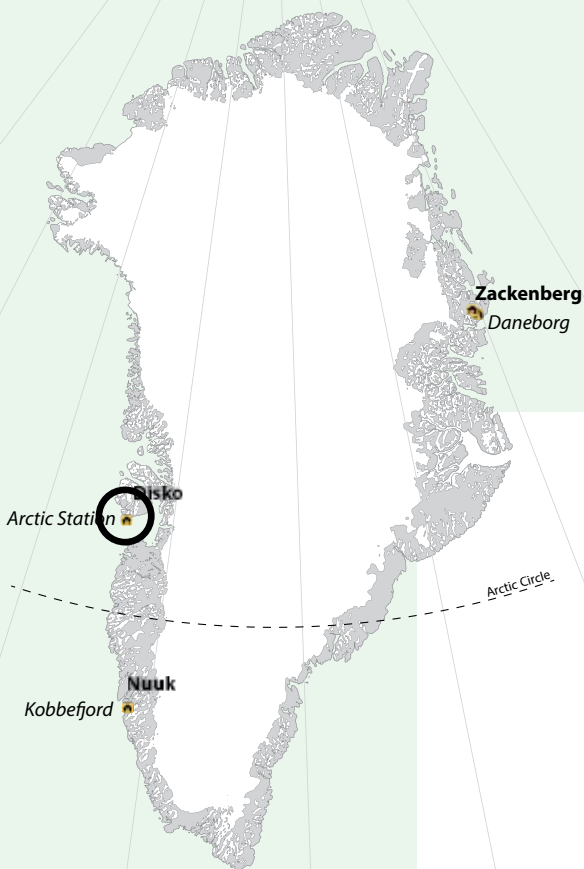 Zackenberg
Daneborg
Disko
Arctic Station
Arctic Circle
Nuuk
Kobbefjord